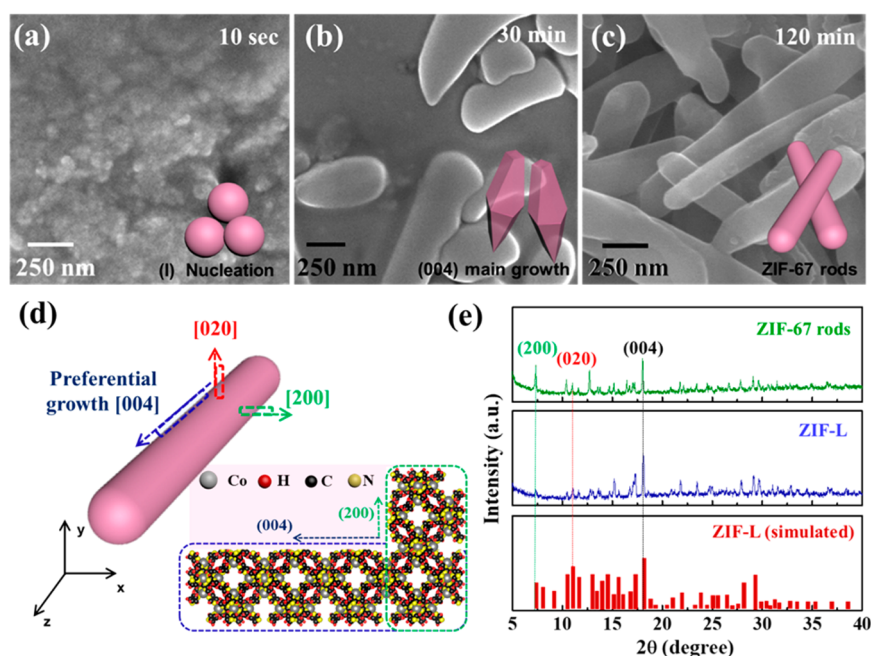 (a)
10 sec
250 nm
(I) Nucleation
(b)
30 min
250 nm
(004) main growth
(c)
120 min
250 nm
ZIF-67 rods
(d)
[020]
Preferential
growth [004]
[200]
Co H C N
(004)
(200)
y
x
z
(e)
ZIF-67 rods
(200)
(020)
(004)
ZIF-L
ZIF-L (simulated)
Intensity (a.u.)
5 10 15 20 25 30 35 40
2θ (degree)